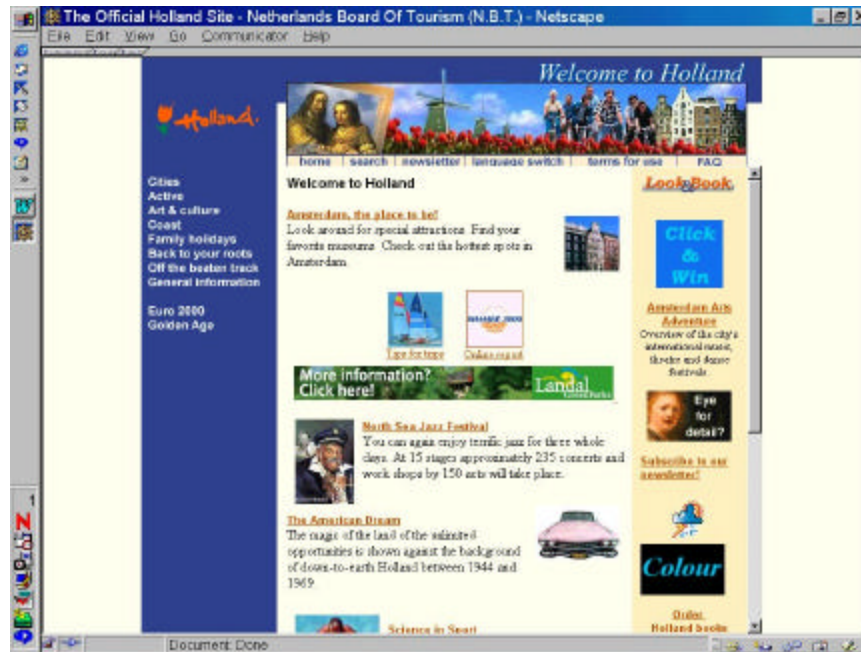 The Official Holland Site - Netherlands Board Of Tourism (N.B.T.) - Netscape
File Edit View Go Communicator Help
Welcome to Holland
Holland.
home search newsletter language switch terms for use FAQ
Cities
Active
Art & culture
Coast
Family holidays
Back to your roots
Off the beaten track
General information
Euro 2000
Golden Age
Welcome to Holland
Amsterdam, the place to be!
Look around for special attractions. Find your
favorite museums. Check out the hottest spots in
Amsterdam.
More information?
Click here!
Landal
GreenParks
North Sea Jazz Festival
You can again enjoy terrific jazz for three whole
days. At 15 stages approximately 235 concerts and
work shops by 150 acts will take place.
The American Dream
The magic of the land of the unlimited
opportunities is shown against the background
of down-to-earth Holland between 1944 and
1969.
Science in Sport
Look & Book
Click
&
Win
Amsterdam Arts
Adventure
Overview of the city's
international music,
theatre and dance
festivals.
Eye
for
detail?
Subscribe to our
newsletter!
Colour
Order
Holland books
Document: Done